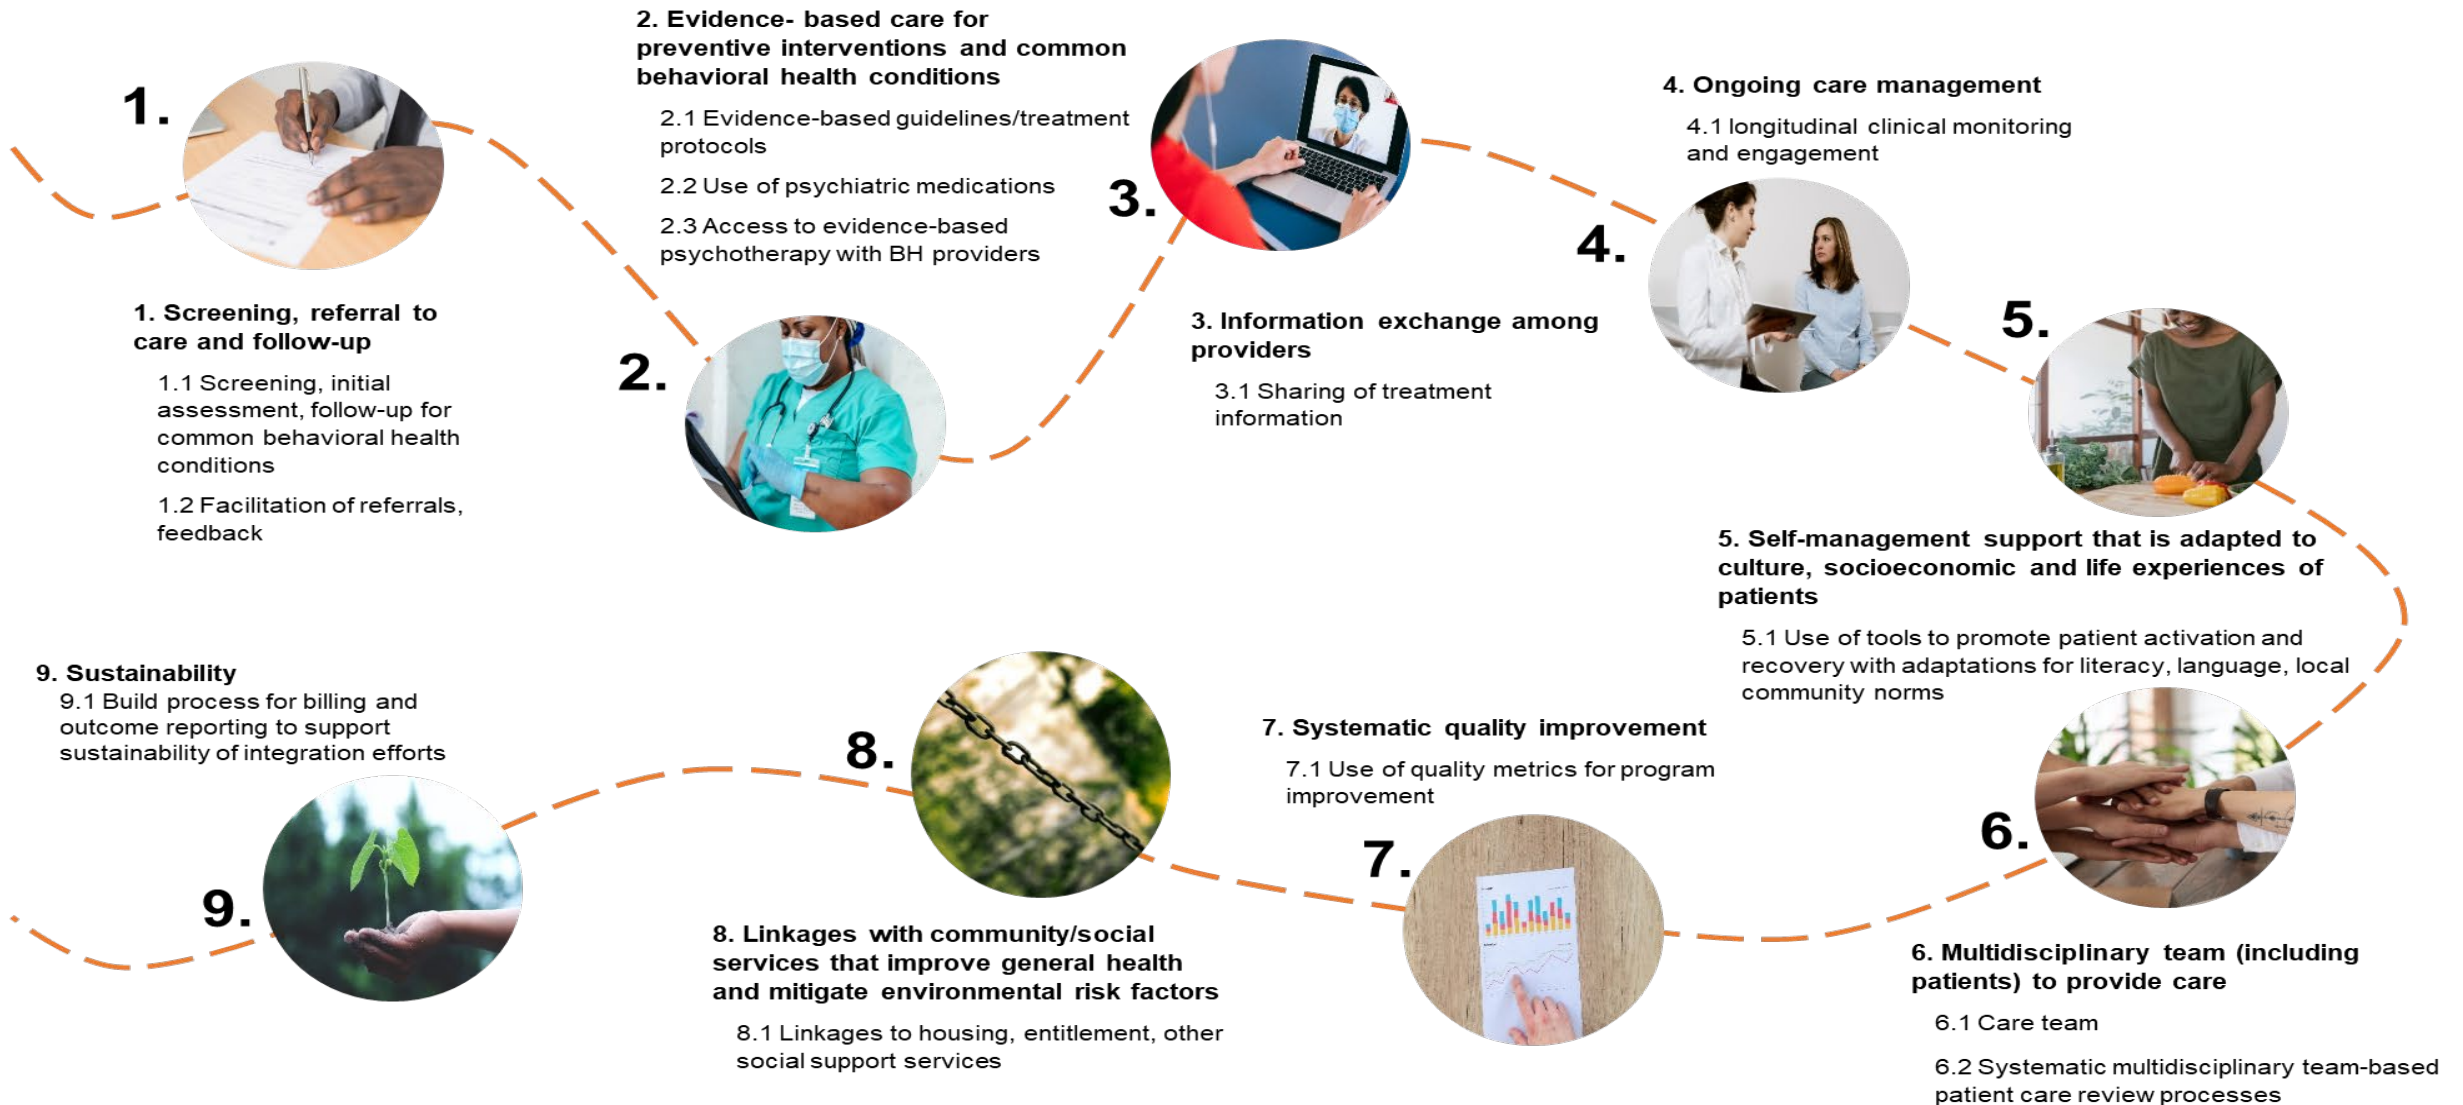 1.
1. Screening, referral to
care and follow-up
1.1 Screening, initial
assessment, follow-up for
common behavioral health
conditions
1.2 Facilitation of referrals,
feedback
2. Evidence- based care for
preventive interventions and common
behavioral health conditions
2.1 Evidence-based guidelines/treatment
protocols
2.2 Use of psychiatric medications
2.3 Access to evidence-based
psychotherapy with BH providers
2.
3.
3. Information exchange among
providers
3.1 Sharing of treatment
information
4. Ongoing care management
4.1 longitudinal clinical monitoring
and engagement
4.
5.
5. Self-management support that is adapted to
culture, socioeconomic and life experiences of
patients
5.1 Use of tools to promote patient activation and
recovery with adaptations for literacy, language, local
community norms
6.
6. Multidisciplinary team (including
patients) to provide care
6.1 Care team
6.2 Systematic multidisciplinary team-based
patient care review processes
7. Systematic quality improvement
7.1 Use of quality metrics for program
improvement
7.
8.
8. Linkages with community/social
services that improve general health
and mitigate environmental risk factors
8.1 Linkages to housing, entitlement, other
social support services
9. Sustainability
9.1 Build process for billing and
outcome reporting to support
sustainability of integration efforts
9.